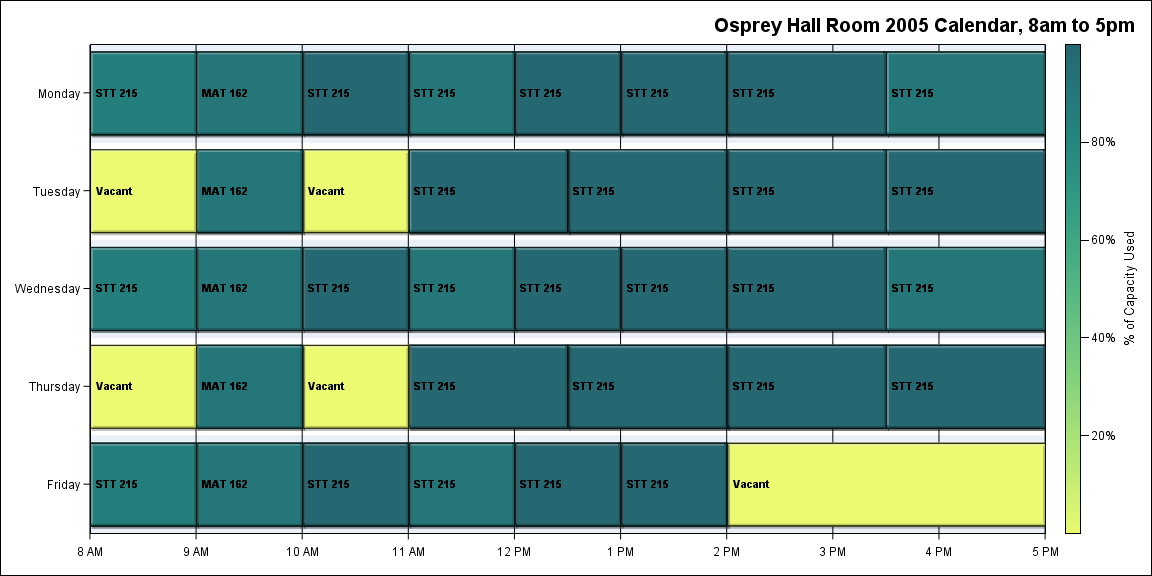 Osprey Hall Room 2005 Calendar, 8am to 5pm
Monday STT 215 MAT 162 STT 215 STT 215 STT 215 STT 215 STT 215 STT 215
80%
Tuesday Vacant MAT 162 Vacant STT 215 STT 215 STT 215 STT 215
60%
% of Capacity Used
Wednesday STT 215 MAT 162 STT 215 STT 215 STT 215 STT 215 STT 215 STT 215
40%
Thursday Vacant MAT 162 Vacant STT 215 STT 215 STT 215 STT 215
20%
Friday STT 215 MAT 162 STT 215 STT 215 STT 215 STT 215 Vacant
8 AM 9 AM 10 AM 11 AM 12 PM 1 PM 2 PM 3 PM 4 PM 5 PM